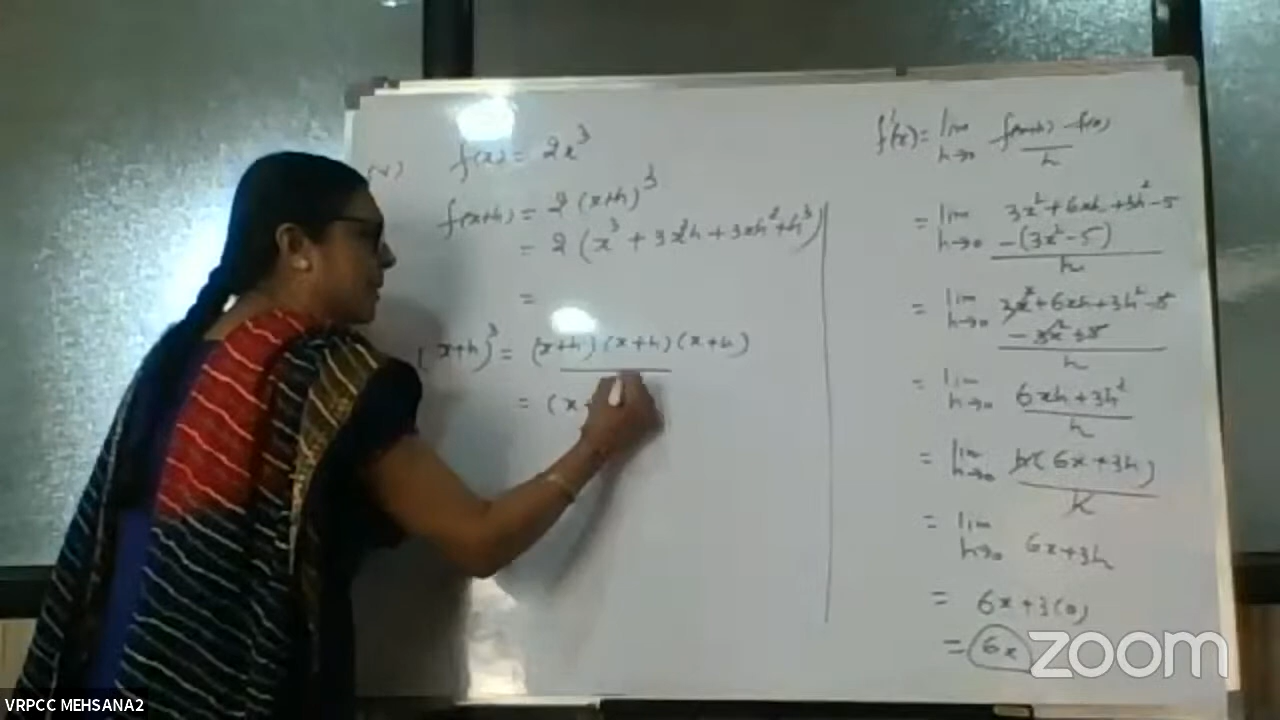 (v) f(x) = 2x³
f(x+h) = 2(x+h)³
= 2(x³ + 3x²h + 3xh² + h³)
=
(x+h)³ = (x+h)(x+h)(x+h)
= (x+
f'(x) = lim h→0 f(x+h) - f(x) / h
= lim h→0 3x² + 6xh + 3h² - 5 - (3x² - 5) / h
= lim h→0 3x² + 6xh + 3h² - 5 - 3x² + 5 / h
= lim h→0 6xh + 3h² / h
= lim h→0 h(6x + 3h) / h
= lim h→0 6x + 3h
= 6x + 3(0)
= 6x
zoom
VRPCC MEHSANA2